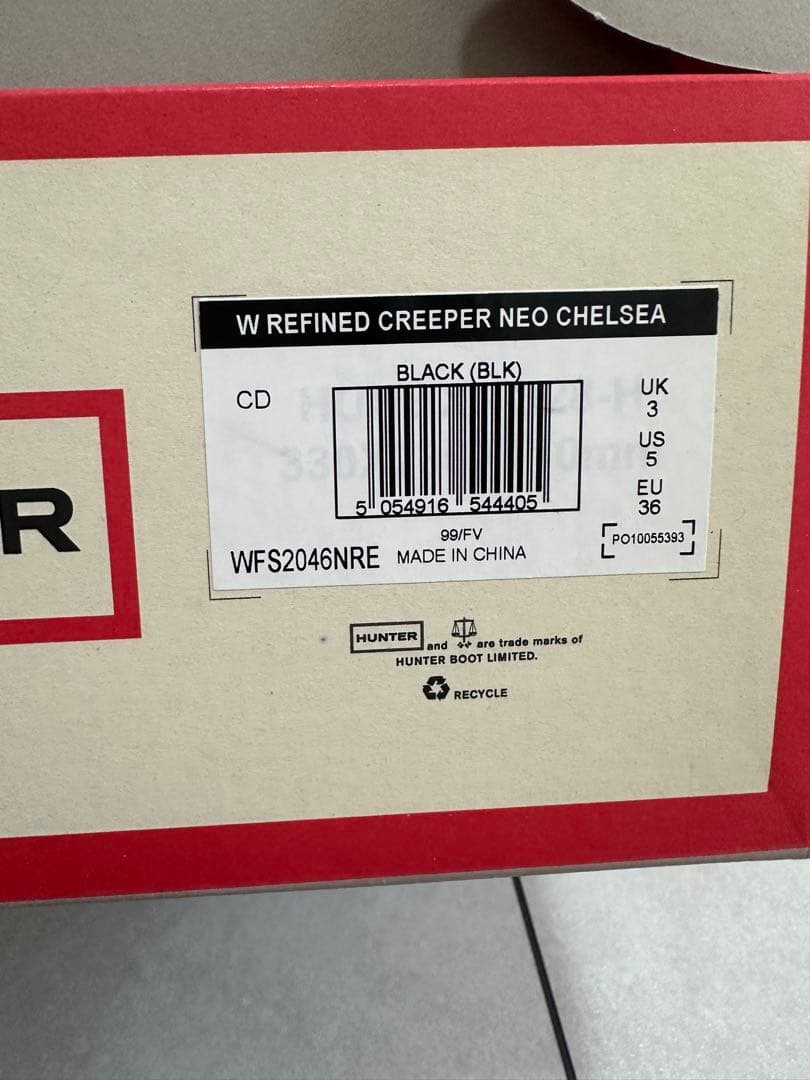 W REFINED CREEPER NEO CHELSEA
BLACK (BLK)
CD
UK
3
US
5
EU
36
5 054916 544405
99/FV
WFS2046NRE MADE IN CHINA
PO10055393
R
HUNTER and are trade marks of
HUNTER BOOT LIMITED.
RECYCLE